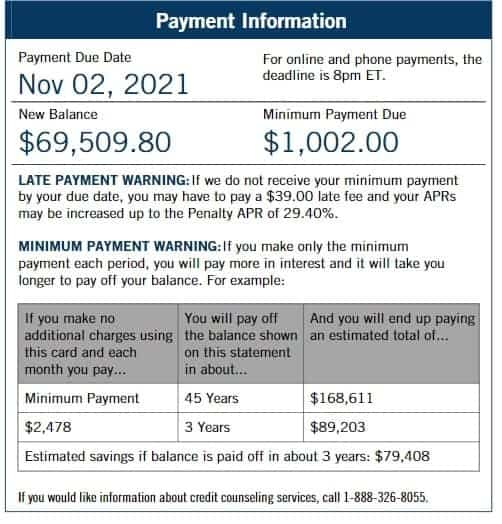 Payment Information
Payment Due Date
Nov 02, 2021
For online and phone payments, the
deadline is 8pm ET.
New Balance
$69,509.80
Minimum Payment Due
$1,002.00
LATE PAYMENT WARNING: If we do not receive your minimum payment
by your due date, you may have to pay a $39.00 late fee and your APRs
may be increased up to the Penalty APR of 29.40%.
MINIMUM PAYMENT WARNING: If you make only the minimum
payment each period, you will pay more in interest and it will take you
longer to pay off your balance. For example:
If you make no
additional charges using
this card and each
month you pay...
You will pay off
the balance shown
on this statement
in about...
And you will end up paying
an estimated total of...
Minimum Payment
45 Years
$168,611
$2,478
3 Years
$89,203
Estimated savings if balance is paid off in about 3 years: $79,408
If you would like information about credit counseling services, call 1-888-326-8055.